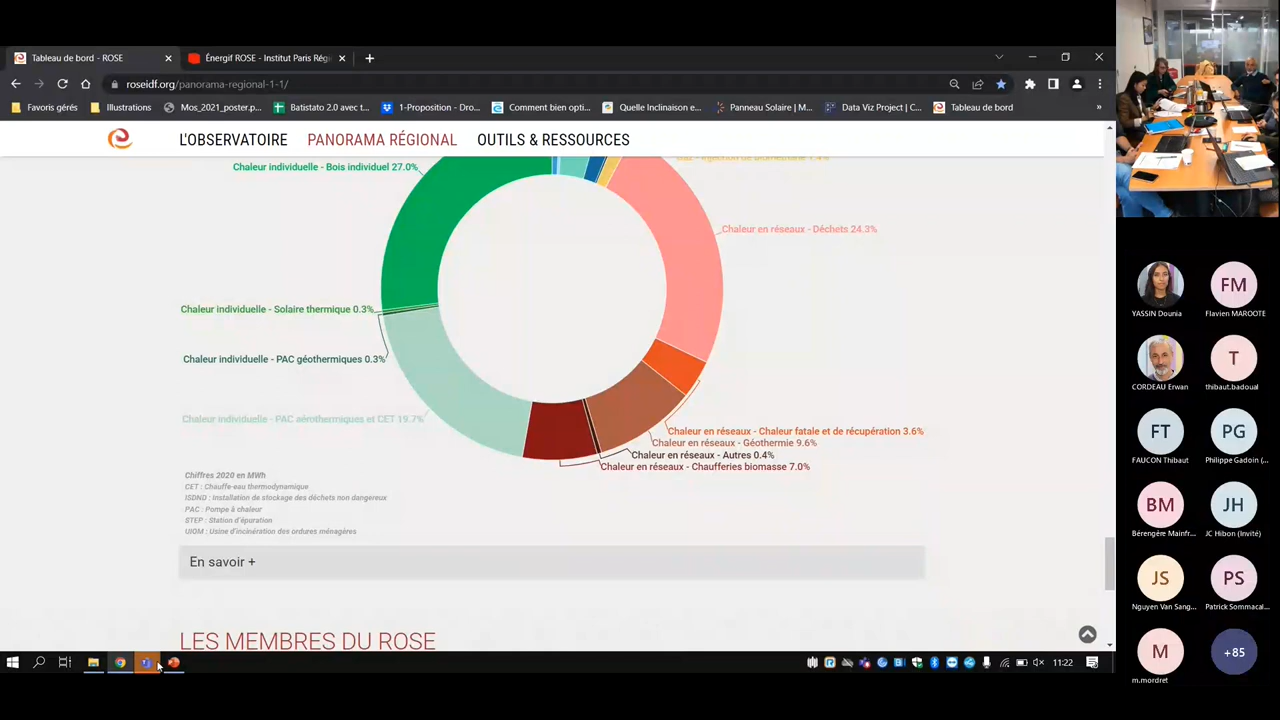 Tableau de bord - ROSE
Énergif ROSE - Institut Paris Régi
roseidf.org/panorama-regional-1-1/
Favoris gérés
Illustrations
Mos_2021_poster.p...
Batistato 2.0 avec t...
1-Proposition - Dro...
Comment bien opti...
Quelle Inclinaison e...
Panneau Solaire | M...
Data Viz Project | C...
Tableau de bord
»
L'OBSERVATOIRE
PANORAMA RÉGIONAL
OUTILS & RESSOURCES
Chaleur individuelle - Bois individuel 27.0%
Chaleur en réseaux - Déchets 24.3%
Chaleur individuelle - Solaire thermique 0.3%
Chaleur individuelle - PAC géothermiques 0.3%
Chaleur individuelle - PAC aérothermiques et CET 19.7%
Chaleur en réseaux - Chaleur fatale et de récupération 3.6%
Chaleur en réseaux - Géothermie 9.6%
Chaleur en réseaux - Autres 0.4%
Chaleur en réseaux - Chaufferies biomasse 7.0%
Chiffres 2020 en MWh
CET : Chauffe-eau thermodynamique
ISDND : Installation de stockage des déchets non dangereux
PAC : Pompe à chaleur
STEP : Station d'épuration
UIOM : Usine d'incinération des ordures ménagères
En savoir +
LES MEMBRES DU ROSE
11:22
YASSIN Dounia
FM
Flavien MAROOTE
CORDEAU Erwan
T
thibaut.badoual
FT
FAUCON Thibaut
PG
Philippe Gadoin (...
BM
Bérengère Mainfr...
JH
JC Hibon (Invité)
JS
Nguyen Van Sang...
PS
Patrick Sommacal...
M
m.mordret
+85